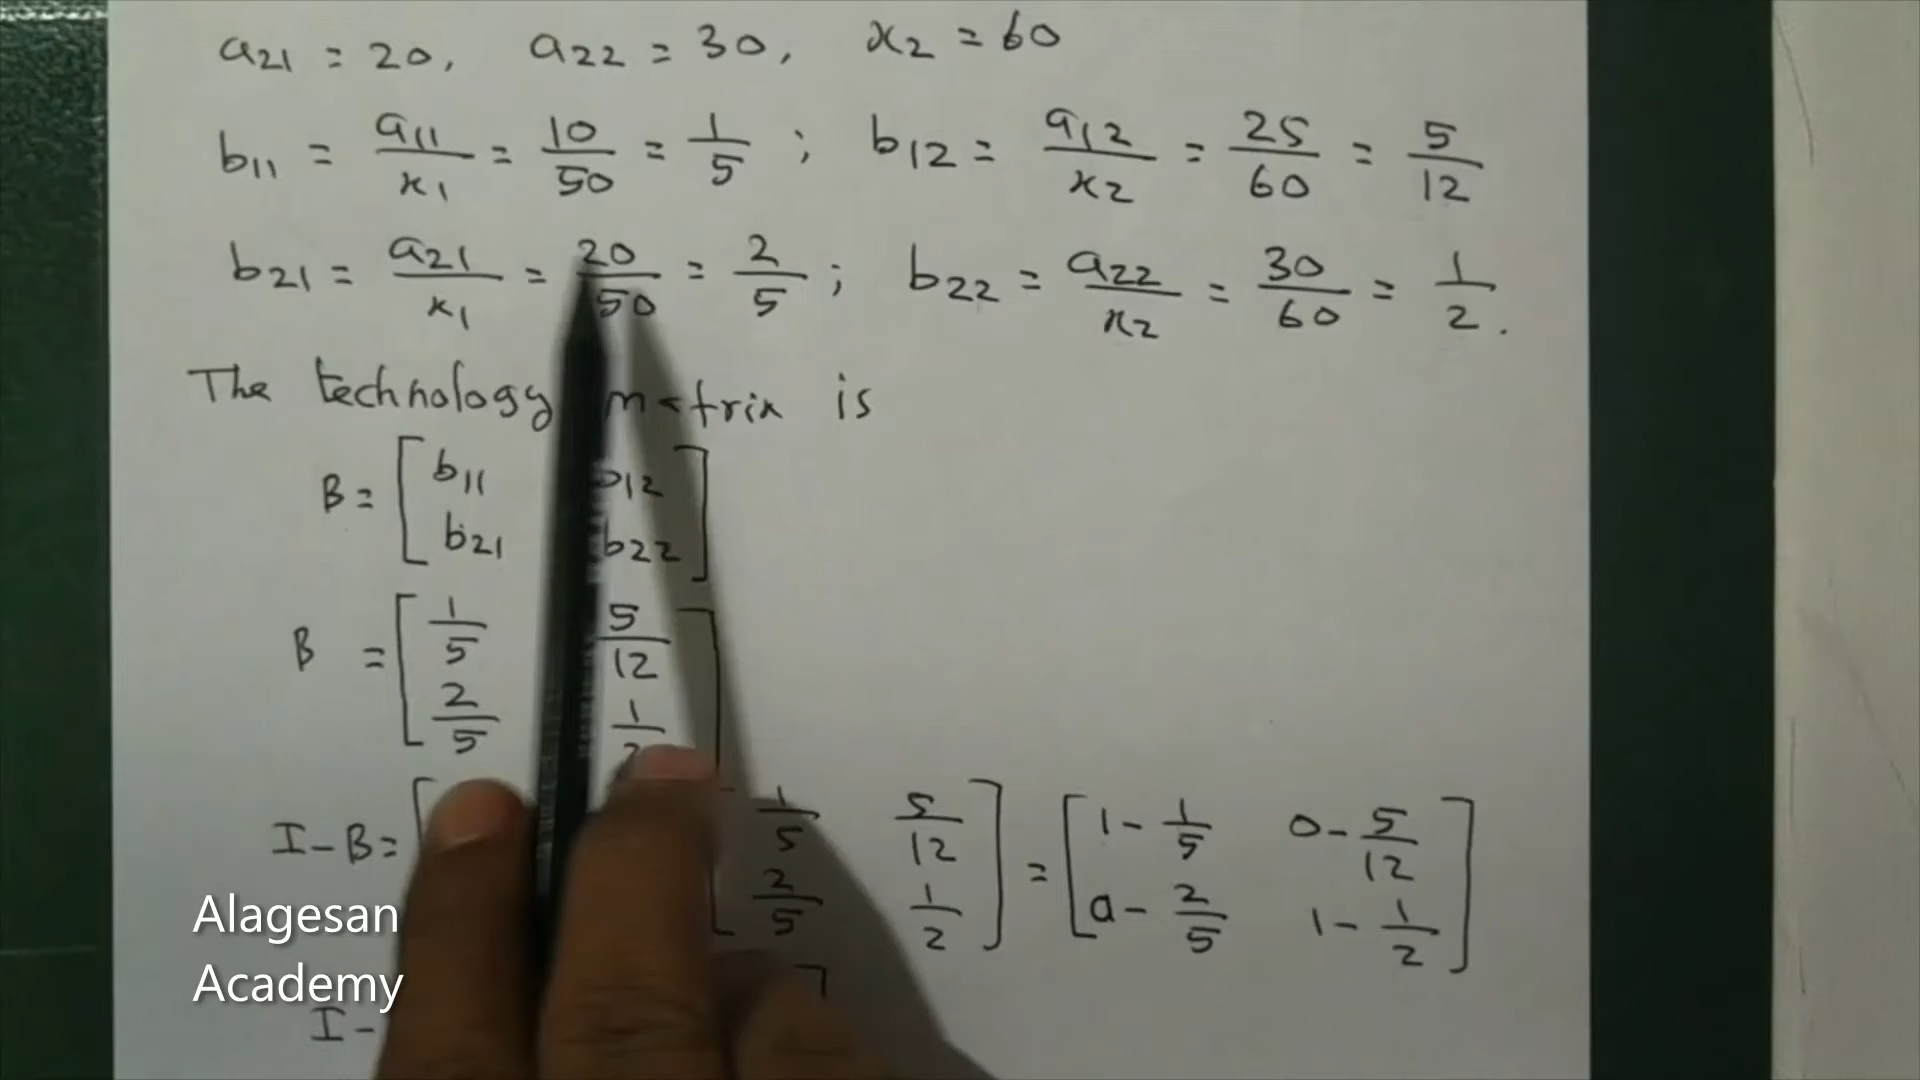 a21 = 20, a22 = 30, x2 = 60
b11 = a11/x1 = 10/50 = 1/5 ; b12 = a12/x2 = 25/60 = 5/12
b21 = a21/x1 = 20/50 = 2/5 ; b22 = a22/x2 = 30/60 = 1/2 .
The technology matrix is
B = [ b11 b12
b21 b22 ]
B = [ 1/5 5/12
2/5 1/2 ]
I - B = [ 1/5 5/12 ] = [ 1 - 1/5 0 - 5/12
2/5 1/2 ] 0 - 2/5 1 - 1/2 ]
I -
Alagesan
Academy